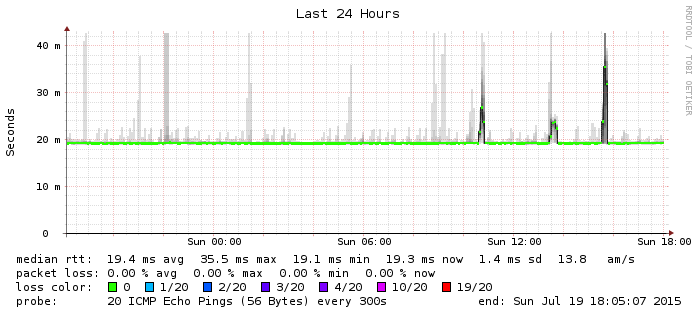 Last 24 Hours
RRDTOOL / TOBI OETIKER
Seconds
40 m
30 m
20 m
10 m
0
Sun 00:00 Sun 06:00 Sun 12:00 Sun 18:00
median rtt: 19.4 ms avg 35.5 ms max 19.1 ms min 19.3 ms now 1.4 ms sd 13.8 am/s
packet loss: 0.00 % avg 0.00 % max 0.00 % min 0.00 % now
loss color: 0 1/20 2/20 3/20 4/20 10/20 19/20
probe: 20 ICMP Echo Pings (56 Bytes) every 300s end: Sun Jul 19 18:05:07 2015